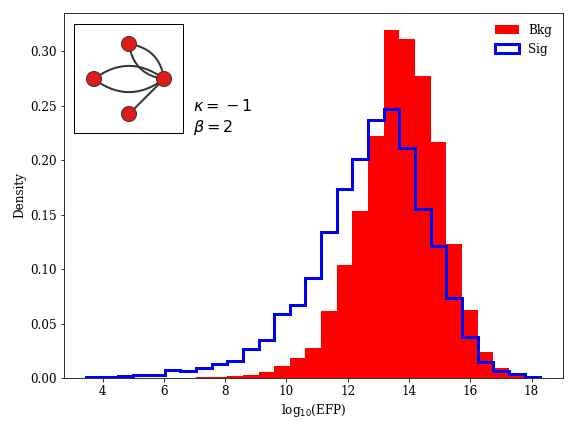 Bkg
Sig
κ = −1
β = 2
Density
0.30
0.25
0.20
0.15
0.10
0.05
0.00
4 6 8 10 12 14 16 18
log₁₀(EFP)